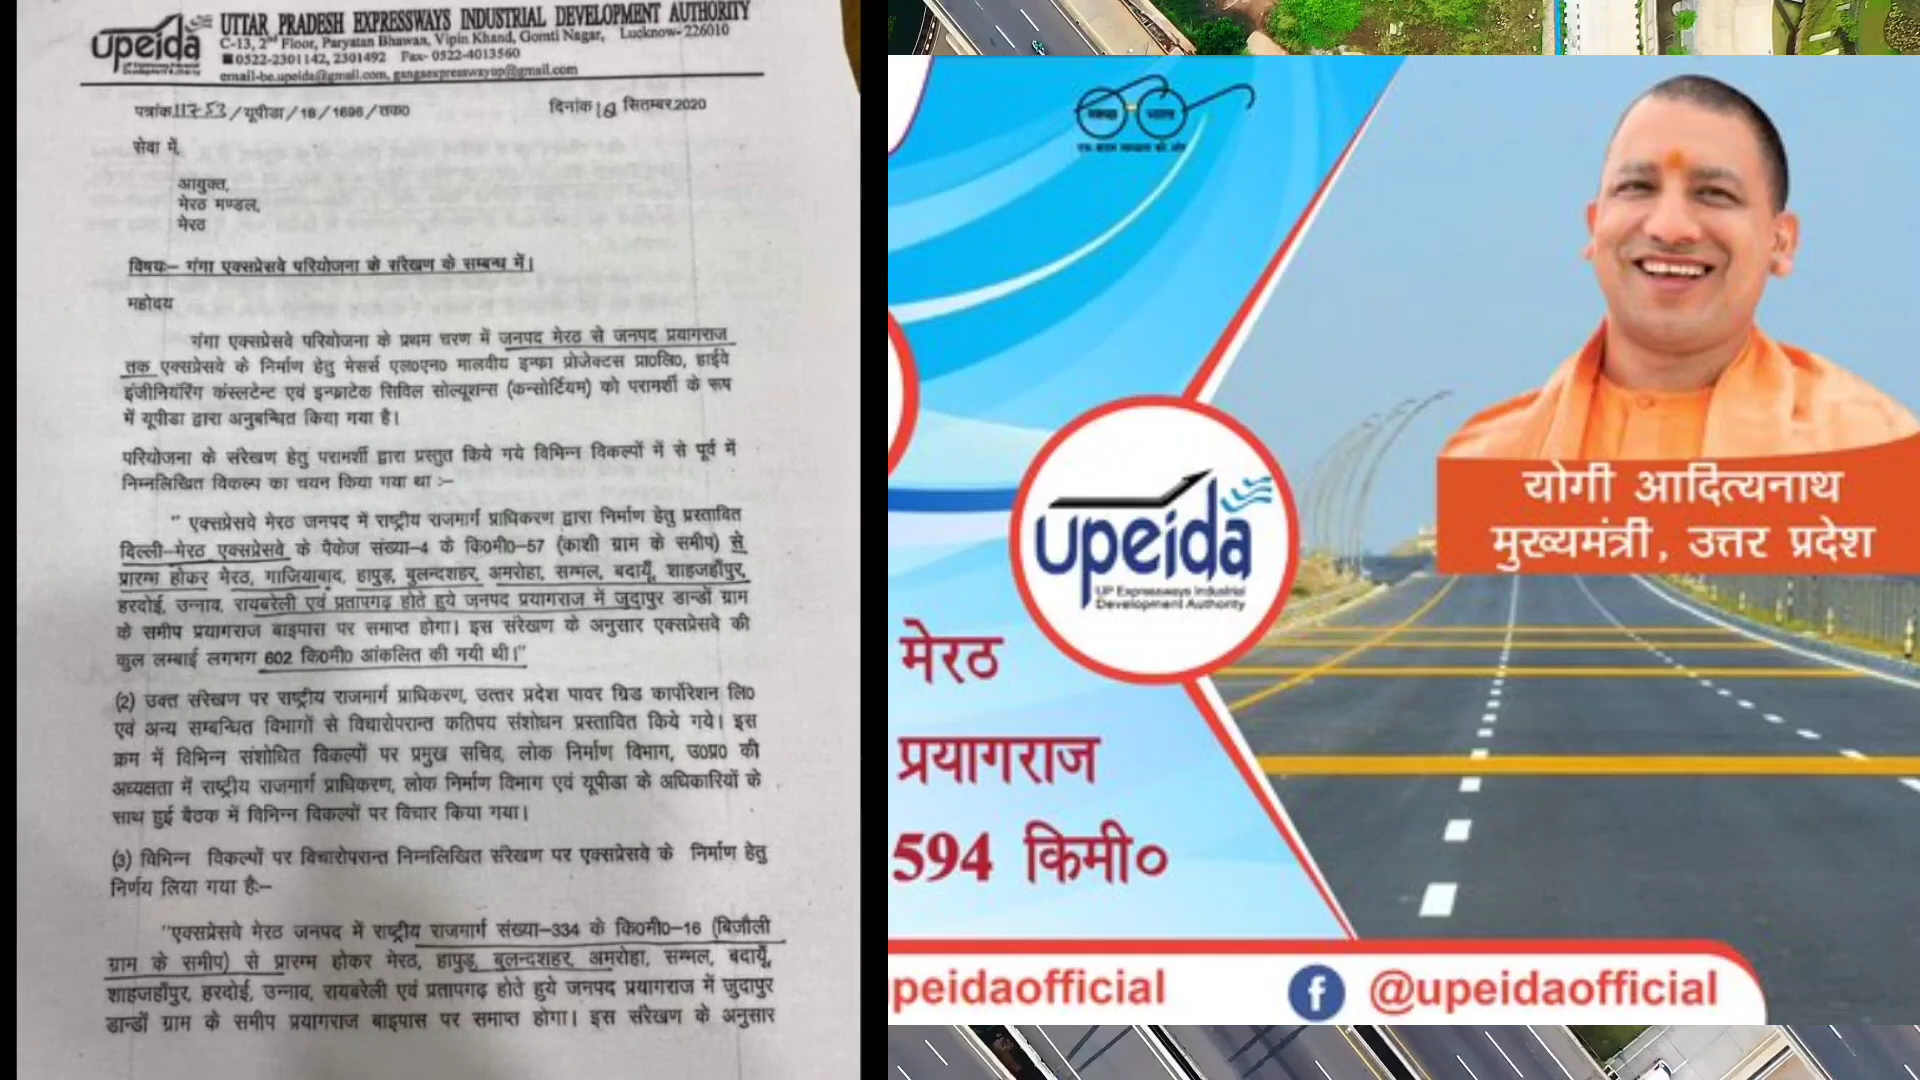 upeida
UTTAR PRADESH EXPRESSWAYS INDUSTRIAL DEVELOPMENT AUTHORITY
C-13, 2nd Floor, Paryatan Bhawan, Vipin Khand, Gomti Nagar, Lucknow- 226010
0522-2301142, 2301492 Fax- 0522-4013560
email-be.upeida@gmail.com, gangaexpresswayup@gmail.com
पत्रांक 11753/यूपीडा/18/1696/तक0 दिनांक 18 सितम्बर,2020
सेवा में,
आयुक्त,
मेरठ मण्डल,
मेरठ
विषयः– गंगा एक्सप्रेसवे परियोजना के संरेखण के सम्बन्ध में।
महोदय
गंगा एक्सप्रेसवे परियोजना के प्रथम चरण में जनपद मेरठ से जनपद प्रयागराज
तक एक्सप्रेसवे के निर्माण हेतु मेसर्स एल0एन0 मालवीय इन्फ्रा प्रोजेक्टस प्रा0लि0, हाईवे
इंजीनियंरिंग कंस्लटेन्ट एवं इन्फ्राटेक सिविल सोल्यूशन्स (कन्सोर्टियम) को परामर्शी के रूप
में यूपीडा द्वारा अनुबन्धित किया गया है।
परियोजना के संरेखण हेतु परामर्शी द्वारा प्रस्तुत किये गये विभिन्न विकल्पों में से पूर्व में
निम्नलिखित विकल्प का चयन किया गया था :–
" एक्सप्रेसवे मेरठ जनपद में राष्ट्रीय राजमार्ग प्राधिकरण द्वारा निर्माण हेतु प्रस्तावित
दिल्ली–मेरठ एक्सप्रेसवे के पैकेज संख्या–4 के कि0मी0–57 (काशी ग्राम के समीप) से
प्रारम्भ होकर मेरठ, गाजियाबाद, हापुड़, बुलन्दशहर, अमरोहा, सम्भल, बदायूँ, शाहजहाँपुर,
हरदोई, उन्नाव, रायबरेली एवं प्रतापगढ़ होते हुये जनपद प्रयागराज में जुदापुर डान्डों ग्राम
के समीप प्रयागराज बाइपास पर समाप्त होगा। इस संरेखण के अनुसार एक्सप्रेसवे की
कुल लम्बाई लगभग 602 कि0मी0 आंकलित की गयी थी।"
(2) उक्त संरेखण पर राष्ट्रीय राजमार्ग प्राधिकरण, उत्तर प्रदेश पावर ग्रिड कार्पोरेशन लि0
एवं अन्य सम्बन्धित विभागों से विचारोपरान्त कतिपय संशोधन प्रस्तावित किये गये। इस
क्रम में विभिन्न संशोधित विकल्पों पर प्रमुख सचिव, लोक निर्माण विभाग, उ0प्र0 की
अध्यक्षता में राष्ट्रीय राजमार्ग प्राधिकरण, लोक निर्माण विभाग एवं यूपीडा के अधिकारियों के
साथ हुई बैठक में विभिन्न विकल्पों पर विचार किया गया।
(3) विभिन्न विकल्पों पर विचारोपरान्त निम्नलिखित संरेखण पर एक्सप्रेसवे के निर्माण हेतु
निर्णय लिया गया हैः–
"एक्सप्रेसवे मेरठ जनपद में राष्ट्रीय राजमार्ग संख्या–334 के कि0मी0–16 (बिजौली
ग्राम के समीप) से प्रारम्भ होकर मेरठ, हापुड़, बुलन्दशहर, अमरोहा, सम्भल, बदायूँ,
शाहजहाँपुर, हरदोई, उन्नाव, रायबरेली एवं प्रतापगढ़ होते हुये जनपद प्रयागराज में जुदापुर
डान्डों ग्राम के समीप प्रयागराज बाइपास पर समाप्त होगा। इस संरेखण के अनुसार
योगी आदित्यनाथ
मुख्यमंत्री, उत्तर प्रदेश
upeida
UP Expressways Industrial
Development Authority
मेरठ
प्रयागराज
594 किमी०
peidaofficial
@upeidaofficial